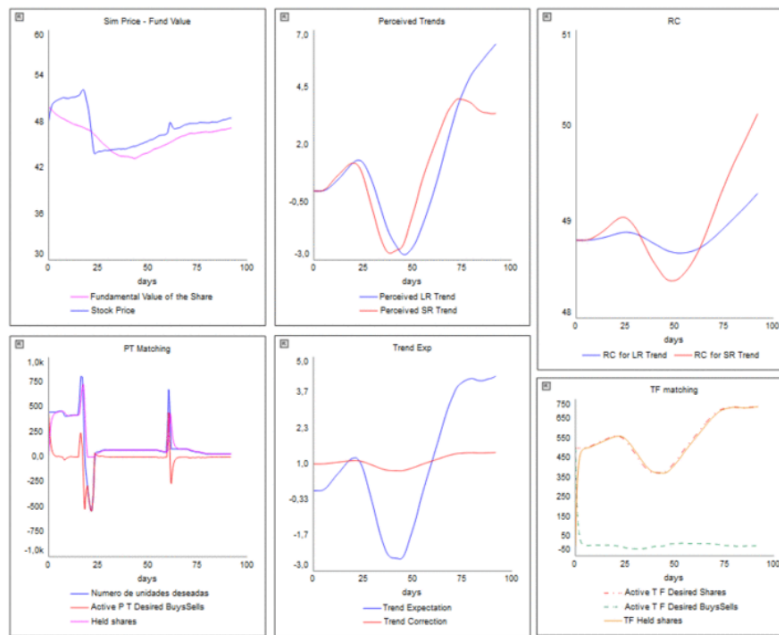 Sim Price - Fund Value
60
54
48
42
36
30
0 25 50 75 100
days
Fundamental Value of the Share
Stock Price
Perceived Trends
7,0
4,5
2,0
-0,50
-3,0
0 25 50 75 100
days
Perceived LR Trend
Perceived SR Trend
RC
51
50
49
48
0 25 50 75 100
days
RC for LR Trend RC for SR Trend
PT Matching
1,0k
750
500
250
0,0
-250
-500
-750
-1,0k
0 20 40 60 80 100
days
Numero de unidades deseadas
Active P T Desired BuysSells
Held shares
Trend Exp
5,0
3,7
2,3
1,0
-0,33
-3,0
0 25 50 75 100
days
Trend Expectation
Trend Correction
TF matching
750
650
550
450
350
250
150
50
-50
0 25 50 75 100
days
Active T F Desired Shares
Active T F Desired BuysSells
TF Held shares